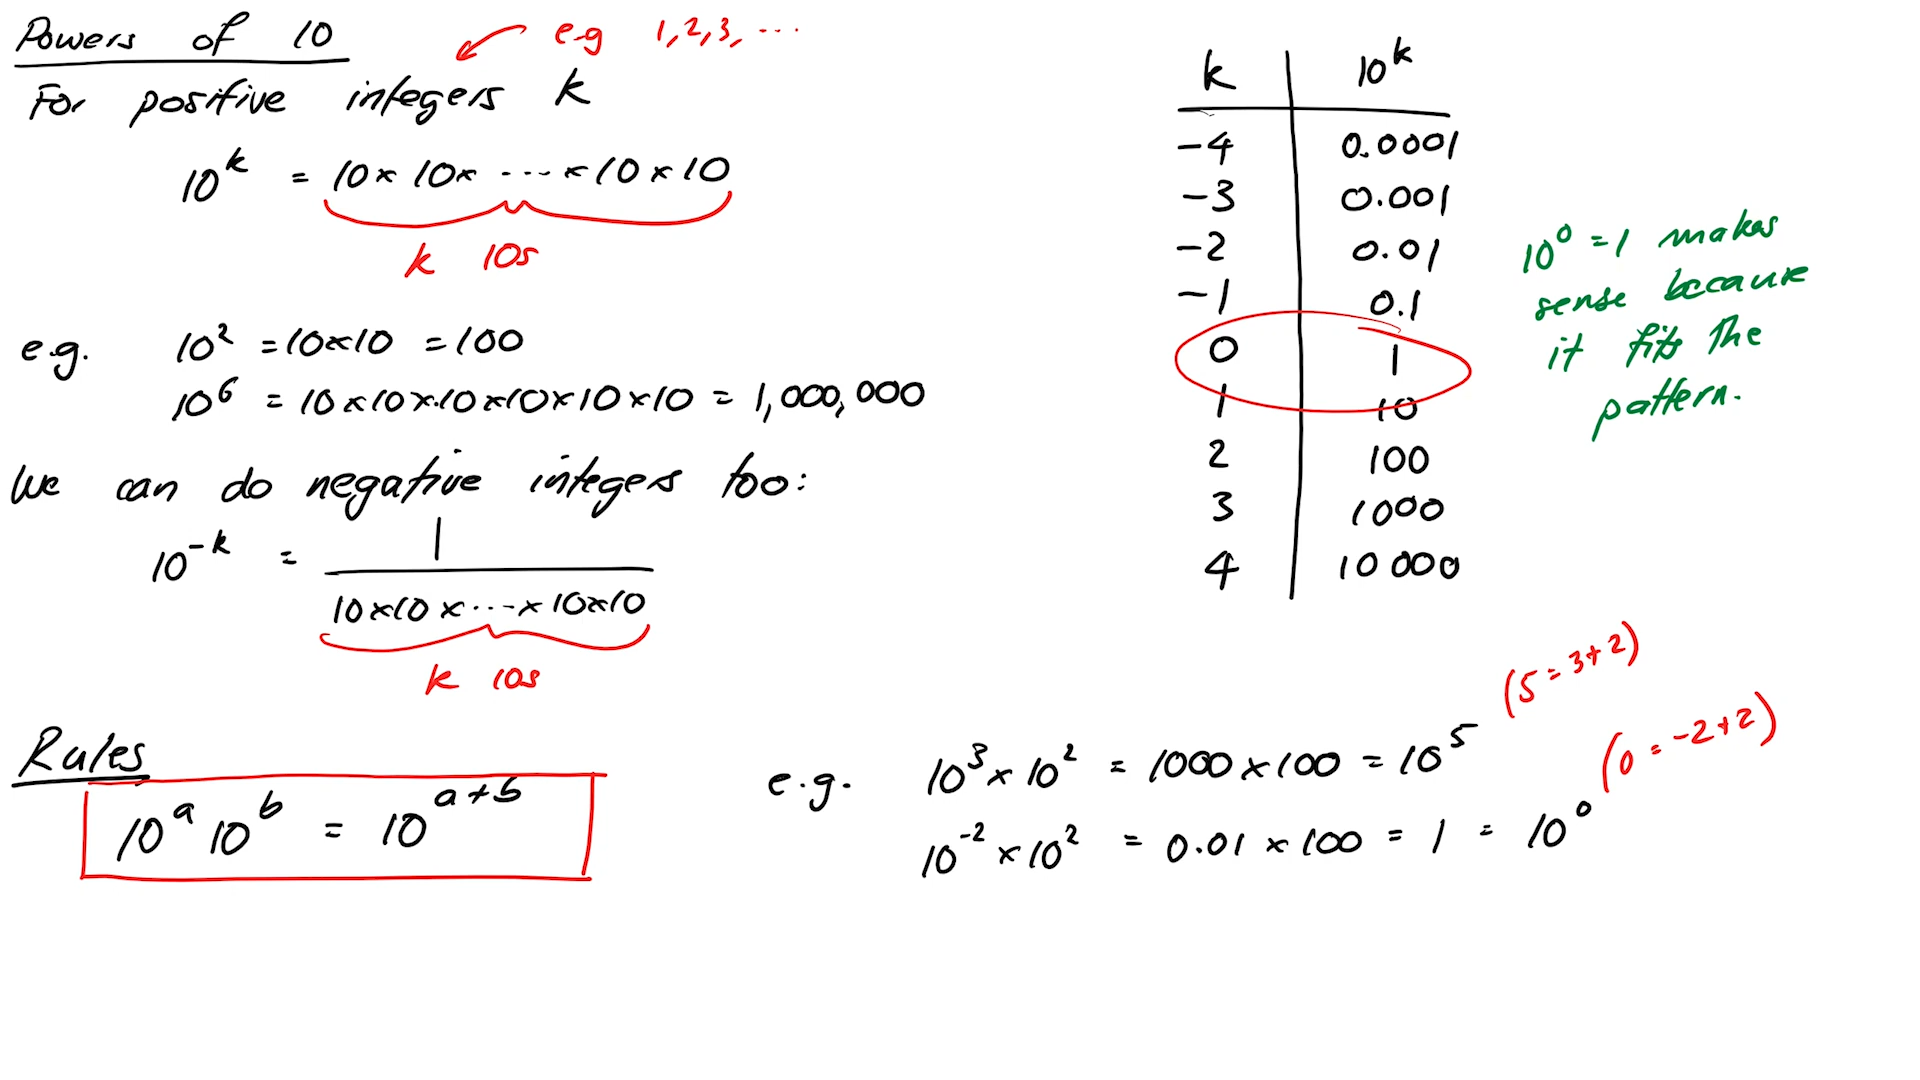 Powers of 10
e.g 1,2,3, ...
For positive integers k
10^k = 10 × 10 × ... × 10 × 10
k 10s
e.g. 10² = 10×10 = 100
10⁶ = 10×10×10×10×10×10 = 1,000,000
We can do negative integers too:
10^-k = 1 / (10×10×...×10×10)
k 10s
k | 10^k
-4 | 0.0001
-3 | 0.001
-2 | 0.01
-1 | 0.1
0 | 1
1 | 10
2 | 100
3 | 1000
4 | 10 000
10⁰ = 1 makes
sense because
it fits the
pattern.
Rules
10^a 10^b = 10^(a+b)
e.g. 10³ × 10² = 1000 × 100 = 10⁵ (5 = 3+2)
10⁻² × 10² = 0.01 × 100 = 1 = 10⁰ (0 = -2+2)